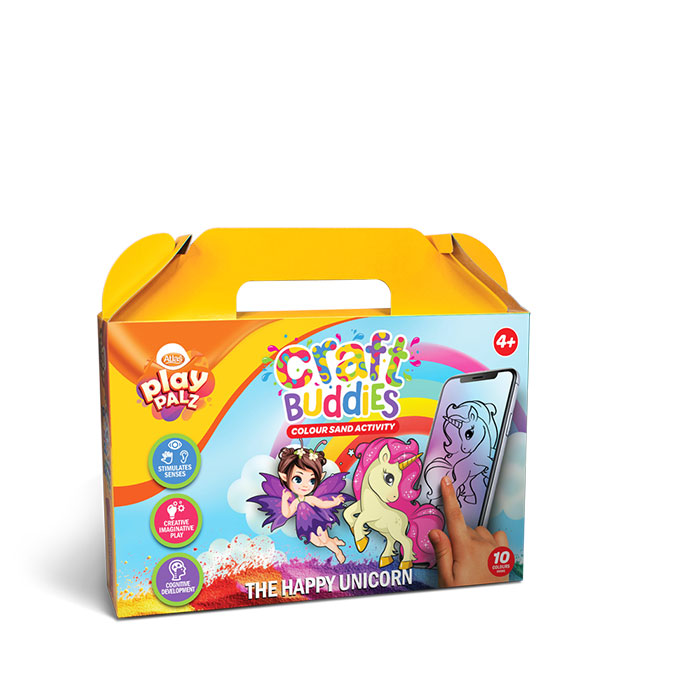 Atlas
play
PALZ
Craft
BUDDIES
COLOUR SAND ACTIVITY
4+
STIMULATES
SENSES
CREATIVE
IMAGINATIVE
PLAY
COGNITIVE
DEVELOPMENT
10
COLOURS
THE HAPPY UNICORN